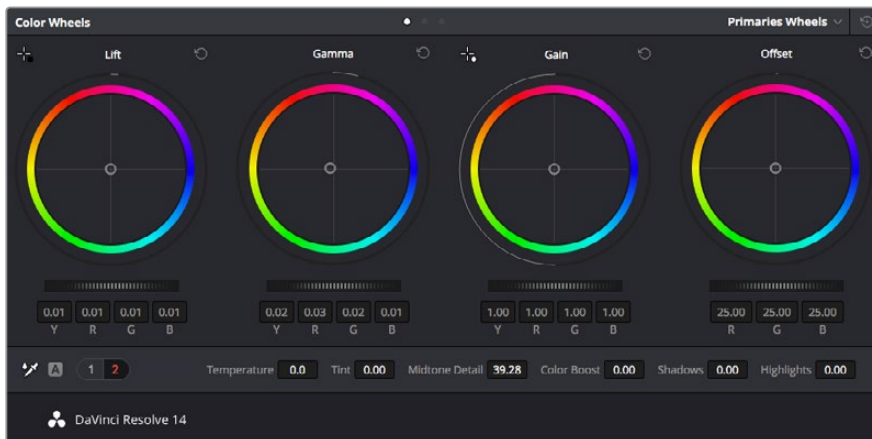 Color Wheels Primaries Wheels
Lift Gamma Gain Offset
0.01 0.01 0.01 0.01 0.02 0.03 0.02 0.01 1.00 1.00 1.00 1.00 25.00 25.00 25.00
Y R G B Y R G B Y R G B R G B
A 1 2 Temperature 0.0 Tint 0.00 Midtone Detail 39.28 Color Boost 0.00 Shadows 0.00 Highlights 0.00
DaVinci Resolve 14